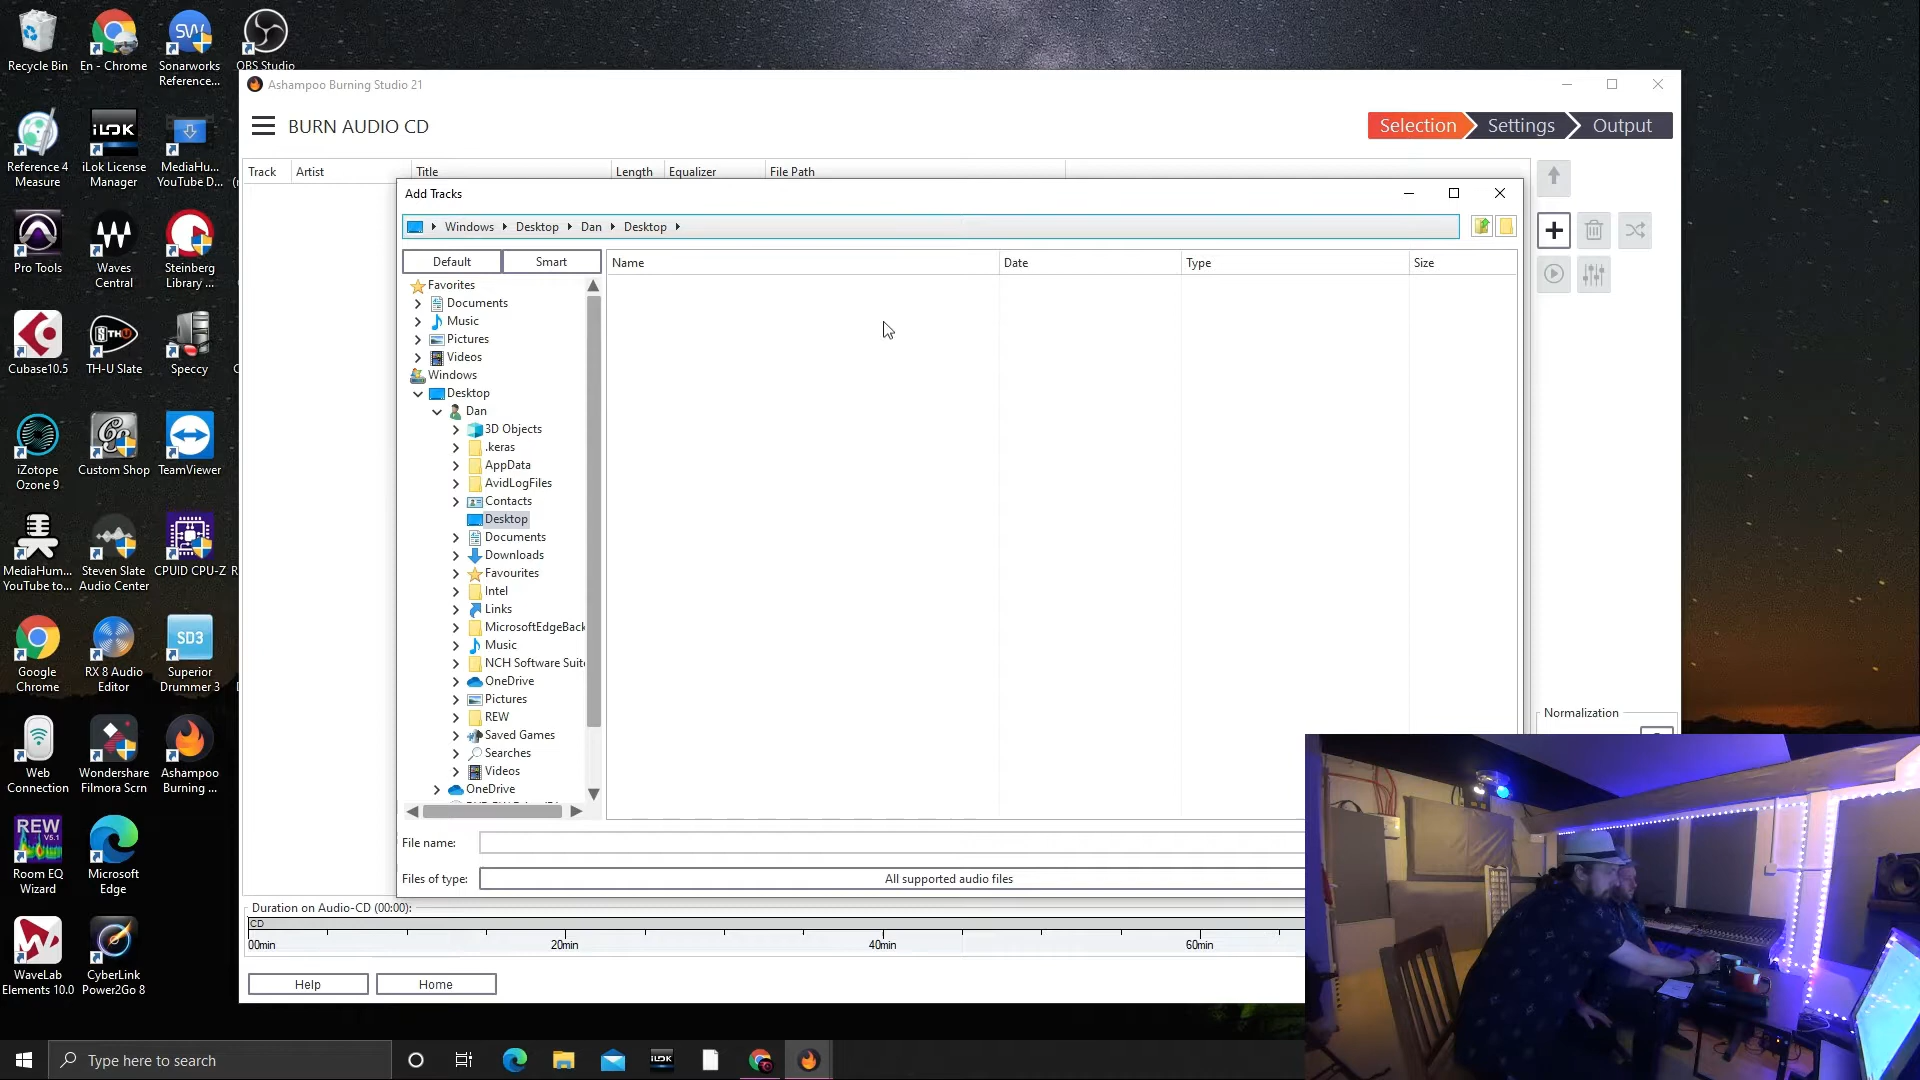 Recycle Bin
En - Chrome
Sonarworks
Reference...
OBS Studio
Reference 4
Measure
iLOK
iLok License
Manager
MediaHu...
YouTube D...
Pro Tools
Waves
Central
Steinberg
Library ...
Cubase10.5
TH-U Slate
Speccy
iZotope
Ozone 9
Custom Shop
TeamViewer
MediaHum...
YouTube to...
Steven Slate
Audio Center
CPUID CPU-Z
Google
Chrome
RX 8 Audio
Editor
SD3
Superior
Drummer 3
Web
Connection
Wondershare
Filmora Scrn
Ashampoo
Burning ...
REW
V5.1
Room EQ
Wizard
Microsoft
Edge
WaveLab
Elements 10.0
CyberLink
Power2Go 8
Ashampoo Burning Studio 21
BURN AUDIO CD
Selection
Settings
Output
Track
Artist
Title
Length
Equalizer
File Path
Add Tracks
Windows
Desktop
Dan
Desktop
Default
Smart
Name
Date
Type
Size
Favorites
Documents
Music
Pictures
Videos
Windows
Desktop
Dan
3D Objects
.keras
AppData
AvidLogFiles
Contacts
Desktop
Documents
Downloads
Favourites
Intel
Links
MicrosoftEdgeBack
Music
NCH Software Suit
OneDrive
Pictures
REW
Saved Games
Searches
Videos
OneDrive
File name:
Files of type:
All supported audio files
Normalization
Duration on Audio-CD (00:00):
CD
00min
20min
40min
60min
Help
Home
Type here to search
iLOK